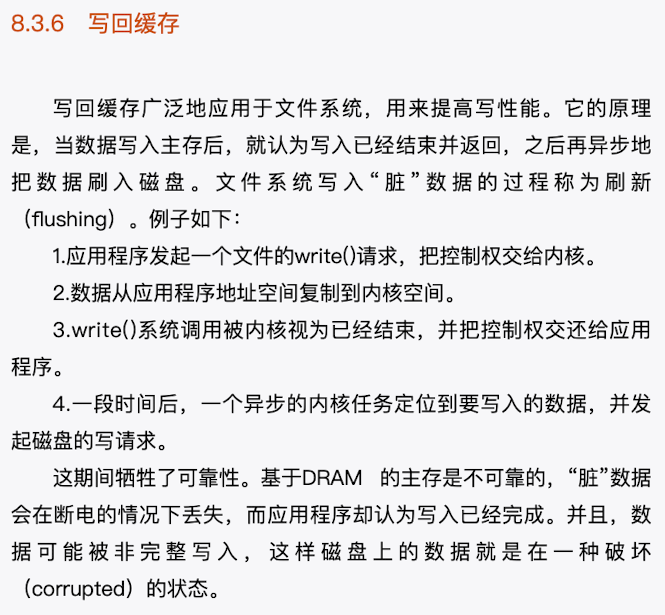 8.3.6 写回缓存
写回缓存广泛地应用于文件系统，用来提高写性能。它的原理
是，当数据写入主存后，就认为写入已经结束并返回，之后再异步地
把数据刷入磁盘。文件系统写入“脏”数据的过程称为刷新
（flushing）。例子如下：
1.应用程序发起一个文件的write()请求，把控制权交给内核。
2.数据从应用程序地址空间复制到内核空间。
3.write()系统调用被内核视为已经结束，并把控制权交还给应用
程序。
4.一段时间后，一个异步的内核任务定位到要写入的数据，并发
起磁盘的写请求。
这期间牺牲了可靠性。基于DRAM 的主存是不可靠的，“脏”数据
会在断电的情况下丢失，而应用程序却认为写入已经完成。并且，数
据可能被非完整写入，这样磁盘上的数据就是在一种破坏
（corrupted）的状态。